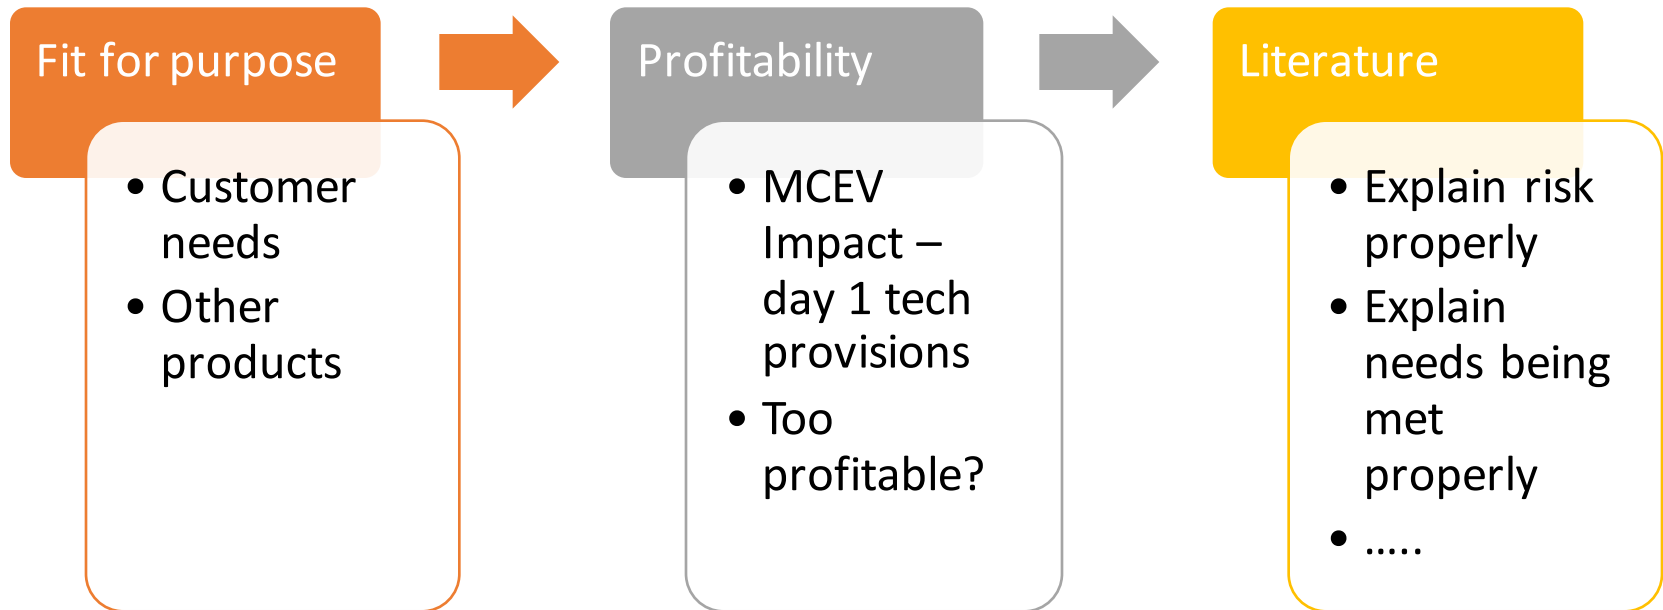 Fit for purpose
• Customer
needs
• Other
products
Profitability
• MCEV
Impact –
day 1 tech
provisions
• Too
profitable?
Literature
• Explain risk
properly
• Explain
needs being
met
properly
• .....